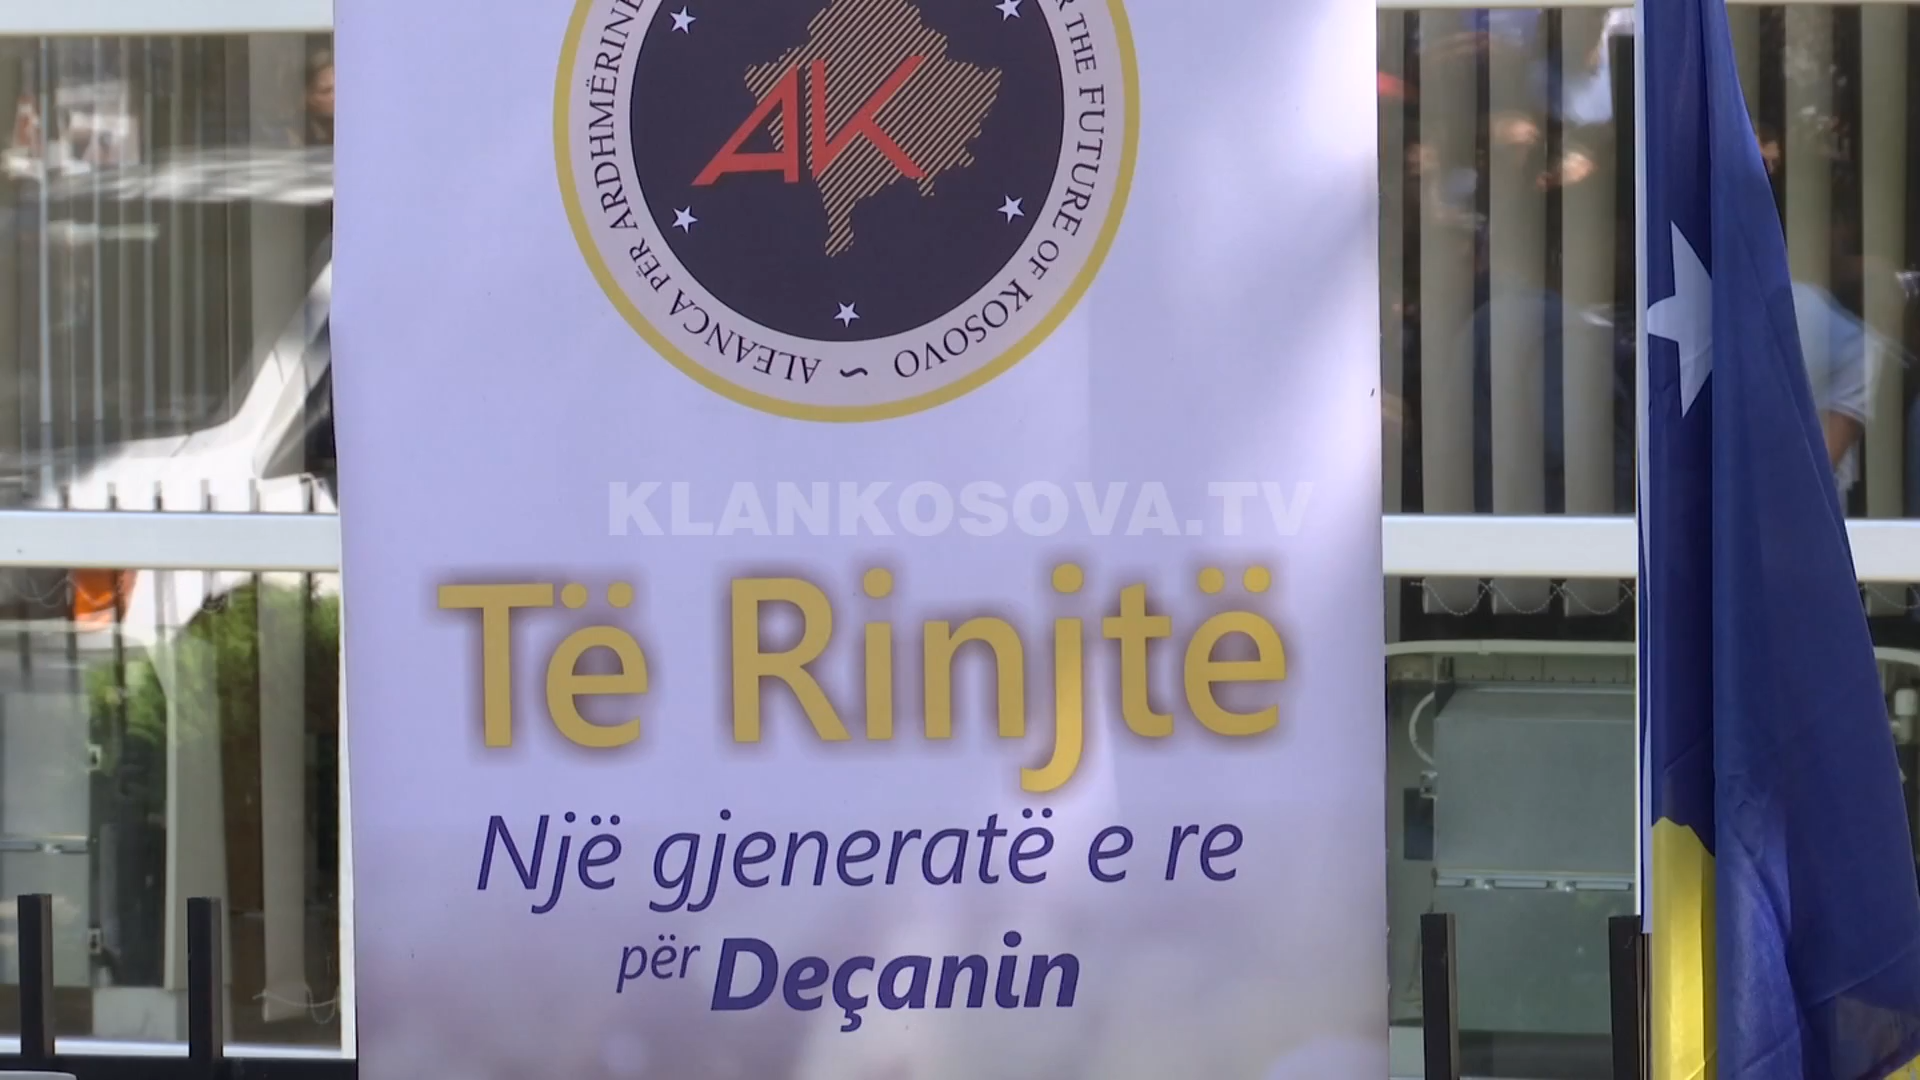 ALEANCA PËR ARDHMËRINË
THE FUTURE OF KOSOVO
AK
KLANKOSOVA.TV
Të Rinjtë
Një gjeneratë e re
për Deçanin